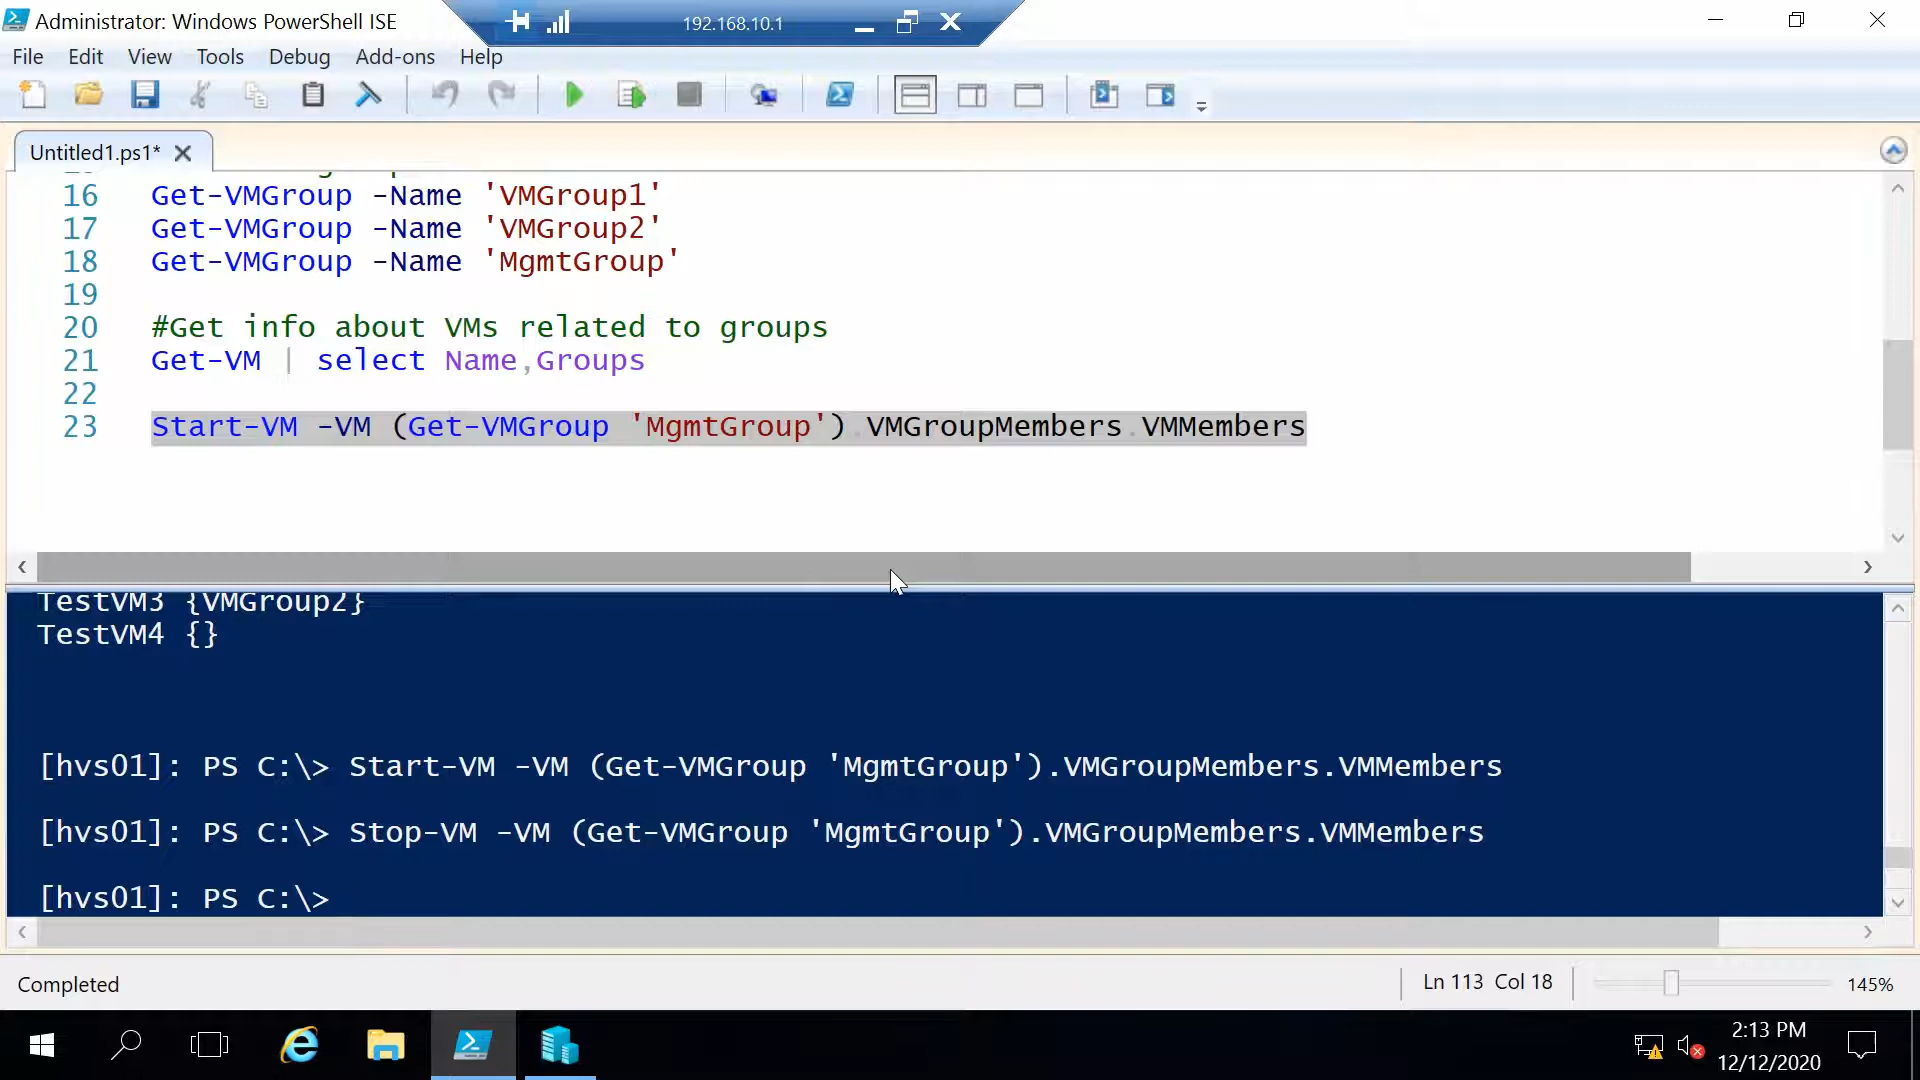 Administrator: Windows PowerShell ISE
192.168.10.1
File Edit View Tools Debug Add-ons Help
Untitled1.ps1*
16 Get-VMGroup -Name 'VMGroup1'
17 Get-VMGroup -Name 'VMGroup2'
18 Get-VMGroup -Name 'MgmtGroup'
19
20 #Get info about VMs related to groups
21 Get-VM | select Name,Groups
22
23 Start-VM -VM (Get-VMGroup 'MgmtGroup').VMGroupMembers.VMMembers
TestVM3 {VMGroup2}
TestVM4 {}
[hvs01]: PS C:\> Start-VM -VM (Get-VMGroup 'MgmtGroup').VMGroupMembers.VMMembers
[hvs01]: PS C:\> Stop-VM -VM (Get-VMGroup 'MgmtGroup').VMGroupMembers.VMMembers
[hvs01]: PS C:\>
Completed
Ln 113 Col 18
145%
2:13 PM
12/12/2020